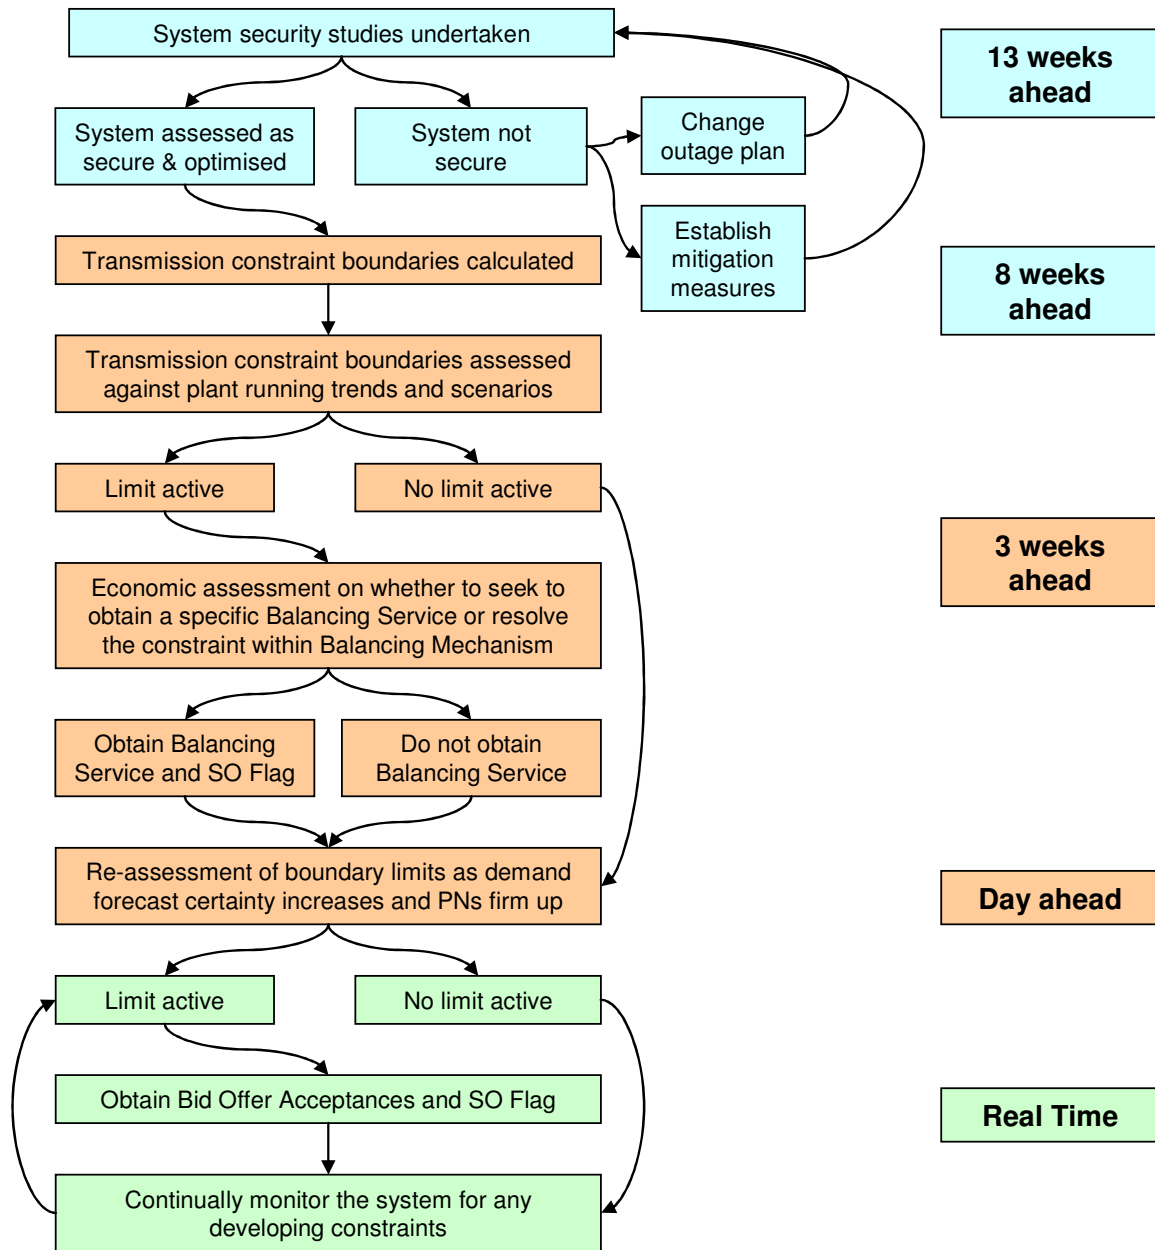 System security studies undertaken
13 weeks
ahead
System assessed as
secure & optimised
System not
secure
Change
outage plan
Establish
mitigation
measures
Transmission constraint boundaries calculated
8 weeks
ahead
Transmission constraint boundaries assessed
against plant running trends and scenarios
Limit active
No limit active
3 weeks
ahead
Economic assessment on whether to seek to
obtain a specific Balancing Service or resolve
the constraint within Balancing Mechanism
Obtain Balancing
Service and SO Flag
Do not obtain
Balancing Service
Re-assessment of boundary limits as demand
forecast certainty increases and PNs firm up
Day ahead
Limit active
No limit active
Obtain Bid Offer Acceptances and SO Flag
Real Time
Continually monitor the system for any
developing constraints